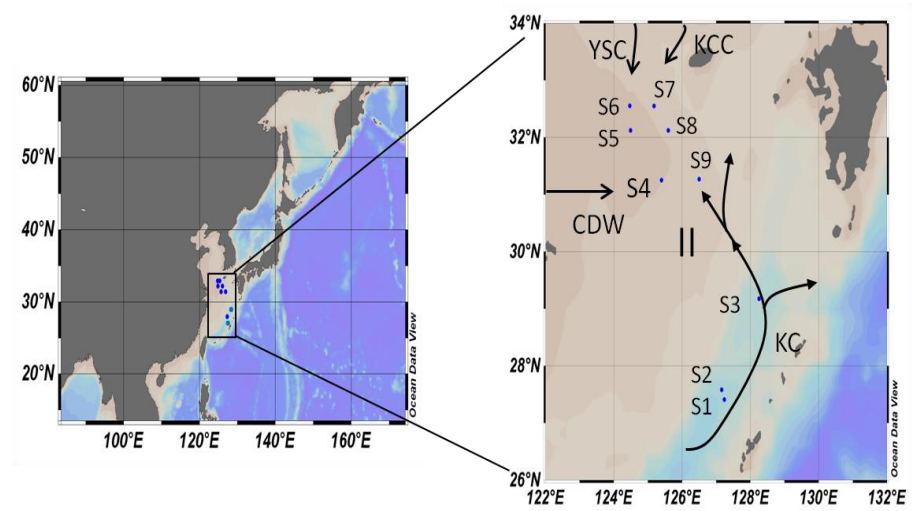 60°N
50°N
40°N
30°N
20°N
100°E 120°E 140°E 160°E
Ocean Data View
34°N
32°N
30°N
28°N
26°N
122°E 124°E 126°E 128°E 130°E 132°E
YSC KCC
S7
S6
S8
S5
S9
S4
CDW
II
S3
KC
S2
S1
Ocean Data View